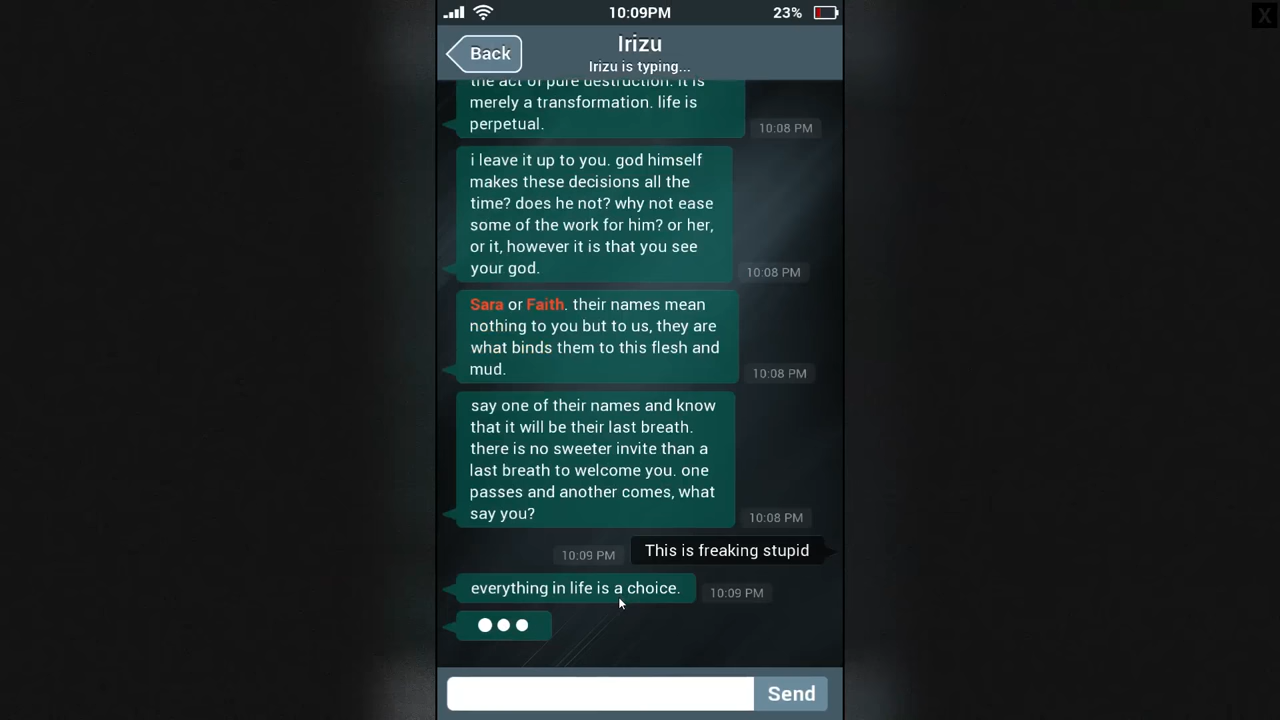 10:09PM
23%
X
Back
Irizu
Irizu is typing...
the act of pure destruction. it is
merely a transformation. life is
perpetual.
10:08 PM
i leave it up to you. god himself
makes these decisions all the
time? does he not? why not ease
some of the work for him? or her,
or it, however it is that you see
your god.
10:08 PM
Sara or Faith. their names mean
nothing to you but to us, they are
what binds them to this flesh and
mud.
10:08 PM
say one of their names and know
that it will be their last breath.
there is no sweeter invite than a
last breath to welcome you. one
passes and another comes, what
say you?
10:08 PM
10:09 PM
This is freaking stupid
everything in life is a choice.
10:09 PM
Send